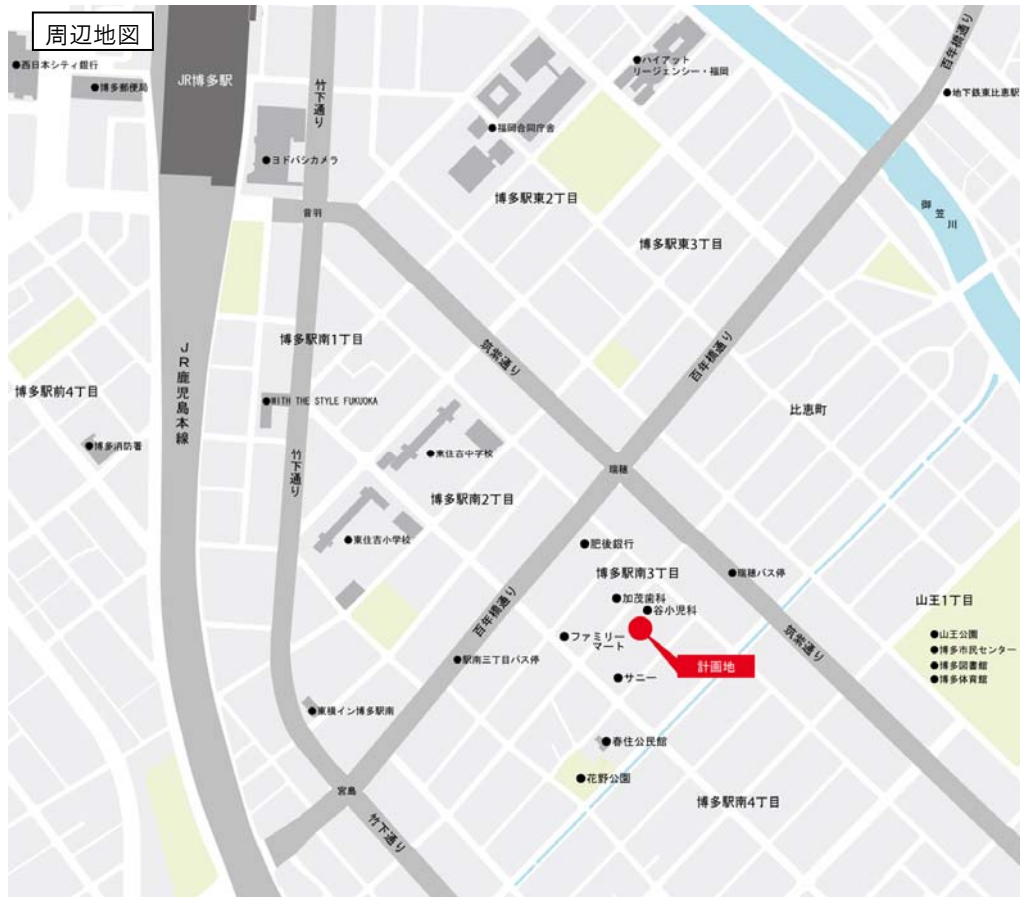 周辺地図
●西日本シティ銀行
●博多郵便局
JR博多駅
竹下通り
●ハイアット
リージェンシー・福岡
百年橋通り
●地下鉄東比恵駅
●福岡合同庁舎
●ヨドバシカメラ
博多駅東2丁目
音羽
御笠川
博多駅東3丁目
博多駅南1丁目
筑紫通り
百年橋通り
JR鹿児島本線
博多駅前4丁目
●WITH THE STYLE FUKUOKA
比恵町
●博多消防署
●東住吉中学校
竹下通り
瑞穂
博多駅南2丁目
●東住吉小学校
●肥後銀行
博多駅南3丁目
●瑞穂バス停
●加茂歯科
●谷小児科
山王1丁目
百年橋通り
●ファミリー
マート
筑紫通り
●山王公園
●博多市民センター
●博多図書館
●博多体育館
●駅南三丁目バス停
計画地
●サニー
●東横イン博多駅南
●春住公民館
●花野公園
宮島
博多駅南4丁目
竹下通り